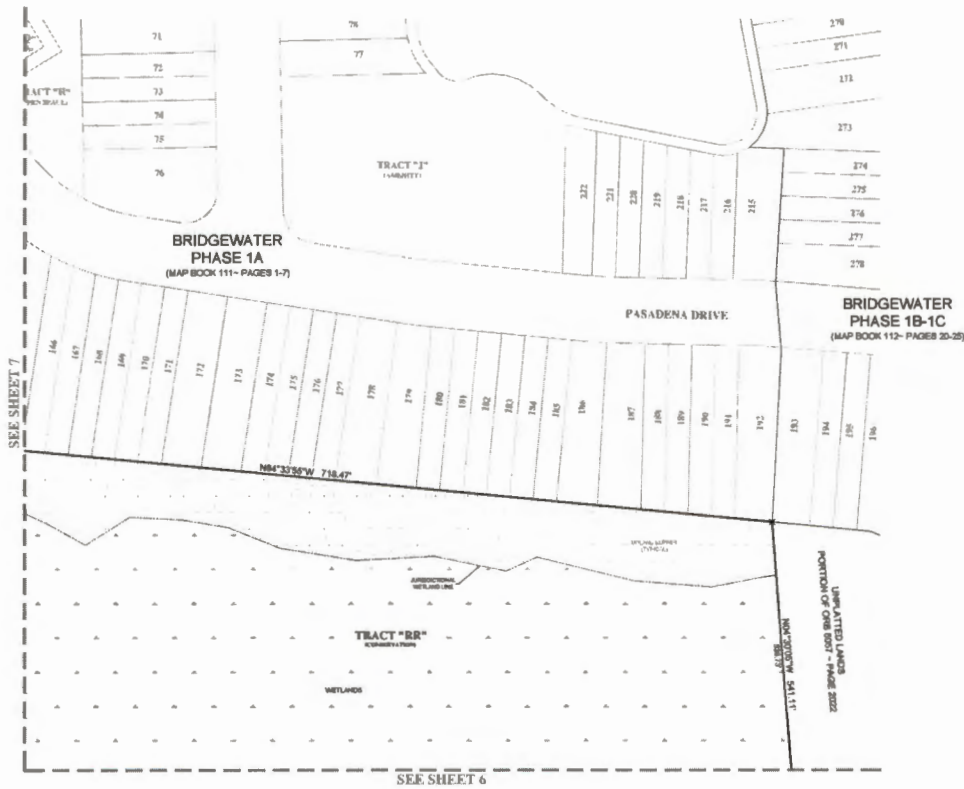 71
72
73
74
75
76
76
77
270
271
272
273
274
275
276
277
278
TRACT "J"
(AMENITY)
222
221
220
219
218
217
216
215
BRIDGEWATER
PHASE 1A
(MAP BOOK 111~ PAGES 1-7)
PASADENA DRIVE
BRIDGEWATER
PHASE 1B-1C
(MAP BOOK 112~ PAGES 20-25)
166
167
168
169
170
171
172
173
174
175
176
177
178
179
180
181
182
183
184
185
186
187
188
189
190
191
192
193
194
195
196
SEE SHEET 7
N84°33'55"W 718.47'
JURISDICTIONAL
WETLAND LINE
TRACT "RR"
(CONSERVATION)
WETLANDS
UNPLATTED LANDS
PORTION OF ORB 5057 ~ PAGE 2022
N04°30'05"W 541.11'
SEE SHEET 6